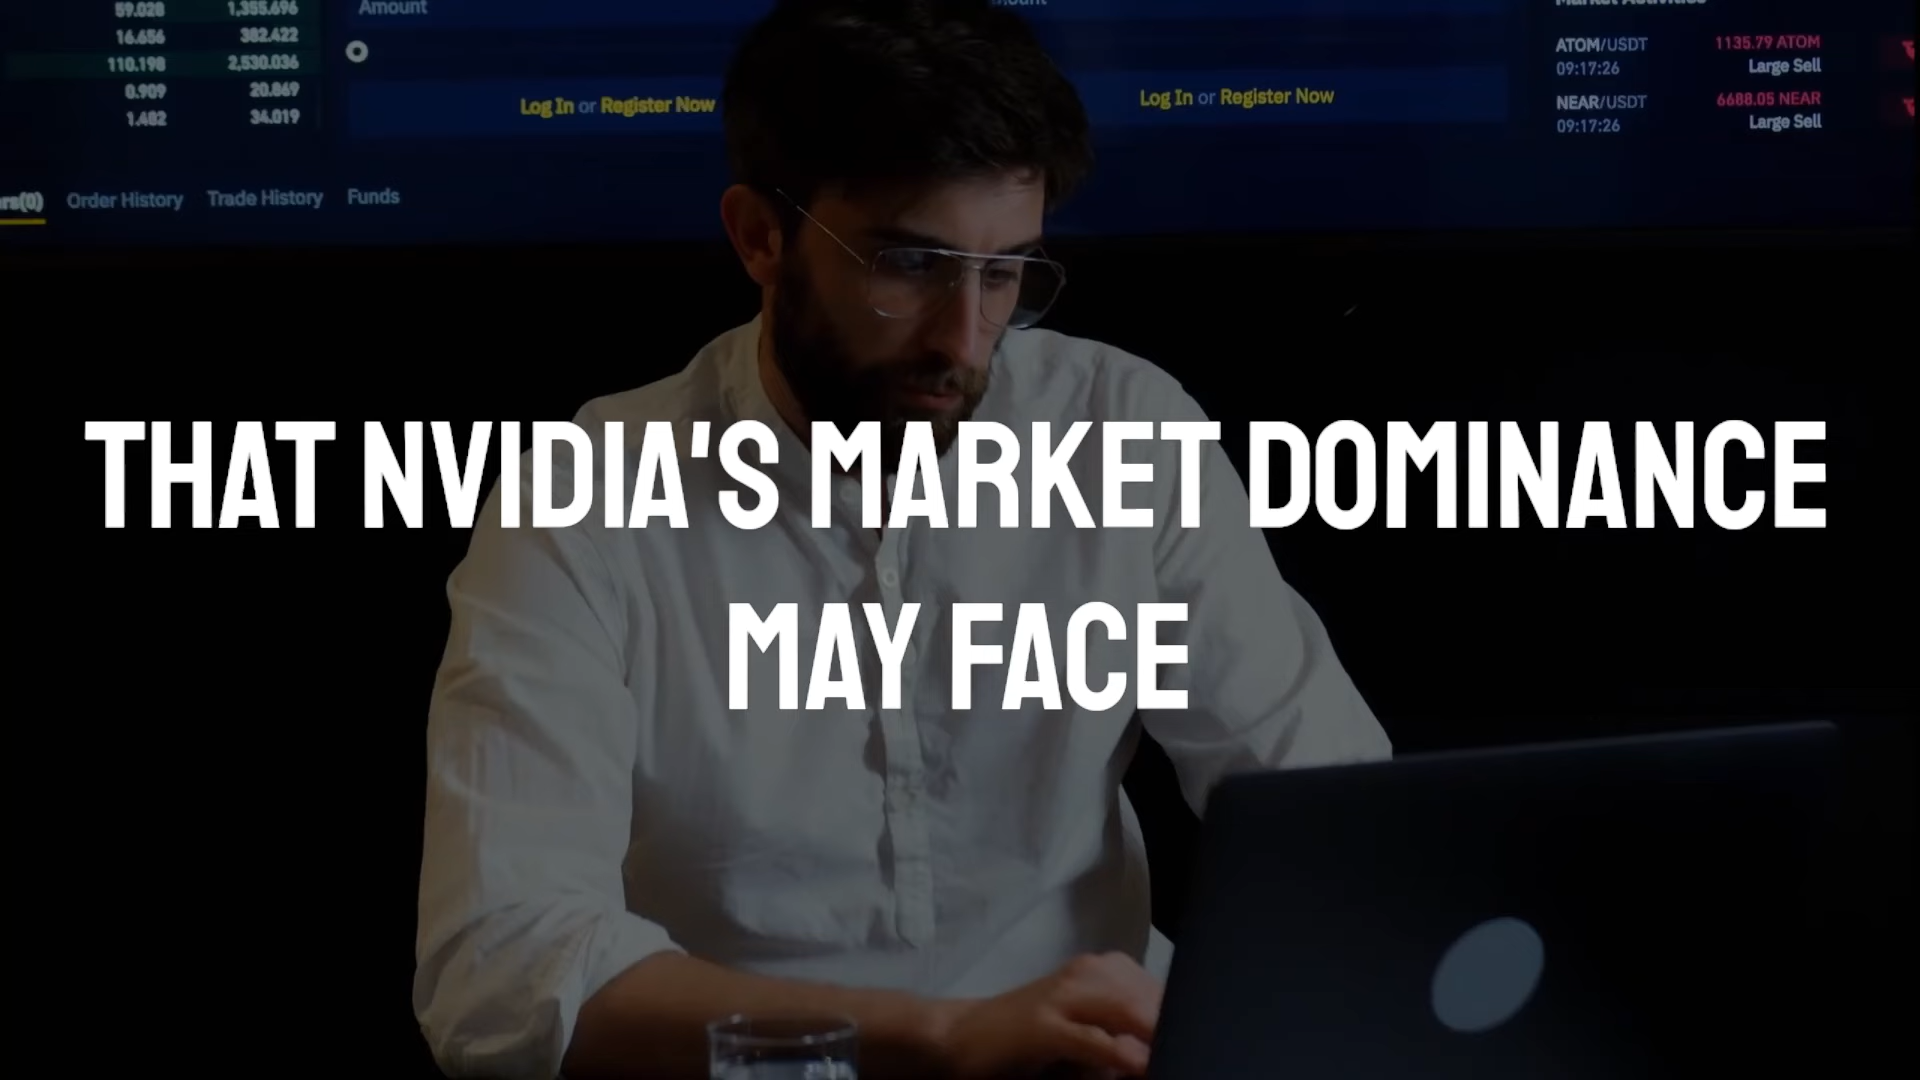 59.028 1,355.696
16.656 382.422
110.198 2,530.036
0.909 20.869
1.482 34.019
Amount
Log In or Register Now
Log In or Register Now
ATOM/USDT 1135.79 ATOM
09:17:26 Large Sell
NEAR/USDT 6688.05 NEAR
09:17:26 Large Sell
rs(0) Order History Trade History Funds
THAT NVIDIA'S MARKET DOMINANCE
MAY FACE